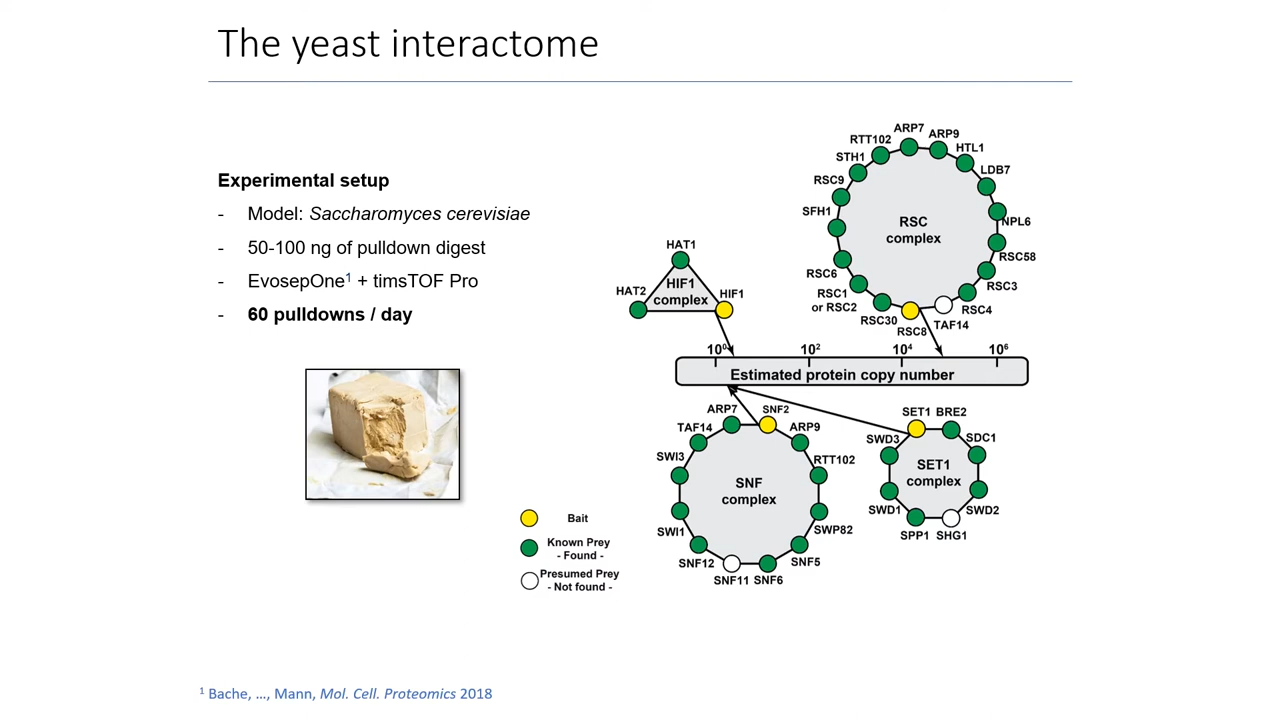 The yeast interactome
Experimental setup
- Model: Saccharomyces cerevisiae
- 50-100 ng of pulldown digest
- EvosepOne¹ + timsTOF Pro
- 60 pulldowns / day
ARP7
ARP9
RTT102
HTL1
STH1
LDB7
RSC9
SFH1
NPL6
RSC
complex
RSC58
RSC6
RSC3
RSC1
or RSC2
RSC4
RSC30
TAF14
RSC8
HAT1
HIF1
complex
HAT2
HIF1
10⁰ 10² 10⁴ 10⁶
Estimated protein copy number
ARP7
SNF2
TAF14
ARP9
SWI3
RTT102
SNF
complex
SWI1
SWP82
SNF12
SNF5
SNF11
SNF6
SET1
BRE2
SWD3
SDC1
SET1
complex
SWD1
SWD2
SPP1
SHG1
Bait
Known Prey
- Found -
Presumed Prey
- Not found -
¹ Bache, ..., Mann, Mol. Cell. Proteomics 2018